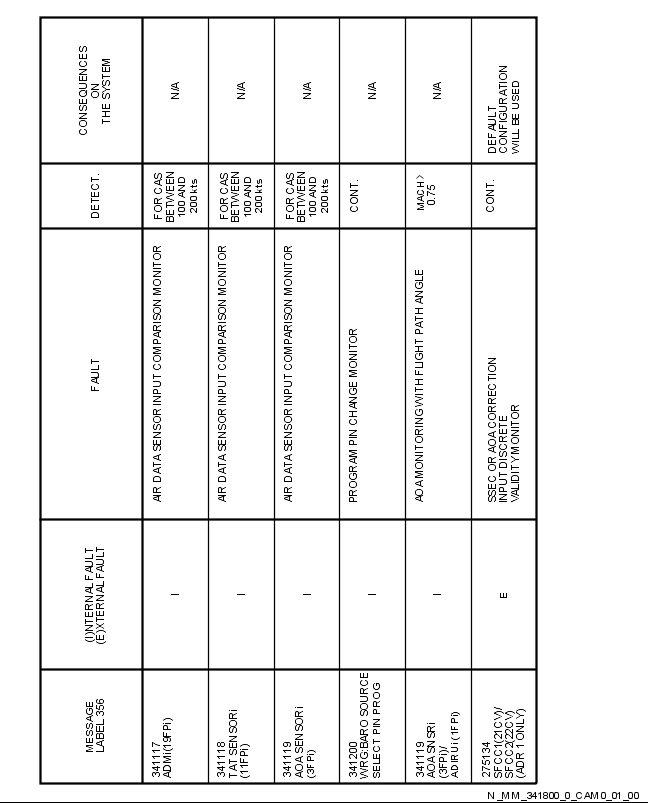 MESSAGE
LABEL 356
(I)NTERNAL FAULT
(E)XTERNAL FAULT
FAULT
DETECT.
CONSEQUENCES
ON
THE SYSTEM
341117
ADMi(19FPi)
I
AIR DATA SENSOR INPUT COMPARISON MONITOR
FOR CAS
BETWEEN
100 AND
200 kts
N/A
341118
TAT SENSORi
(11FPi)
I
AIR DATA SENSOR INPUT COMPARISON MONITOR
FOR CAS
BETWEEN
100 AND
200 kts
N/A
341119
AOA SENSORi
(3FPi)
I
AIR DATA SENSOR INPUT COMPARISON MONITOR
FOR CAS
BETWEEN
100 AND
200 kts
N/A
341200
WRG:BARO SOURCE
SELECT PIN PROG
I
PROGRAM PIN CHANGE MONITOR
CONT.
N/A
341119
AOA SNSRi
(3FPi)/
ADIRUi (1FPi)
I
AOA MONITORING WITH FLIGHT PATH ANGLE
MACH >
0.75
N/A
275134
SFCC1(21CV)/
SFCC2(22CV)
(ADR 1 ONLY)
E
SSEC OR AOA CORRECTION
INPUT DISCRETE
VALIDITY MONITOR
CONT.
DEFAULT
CONFIGURATION
WILL BE USED
N_MM_341800_0_CAM0_01_00